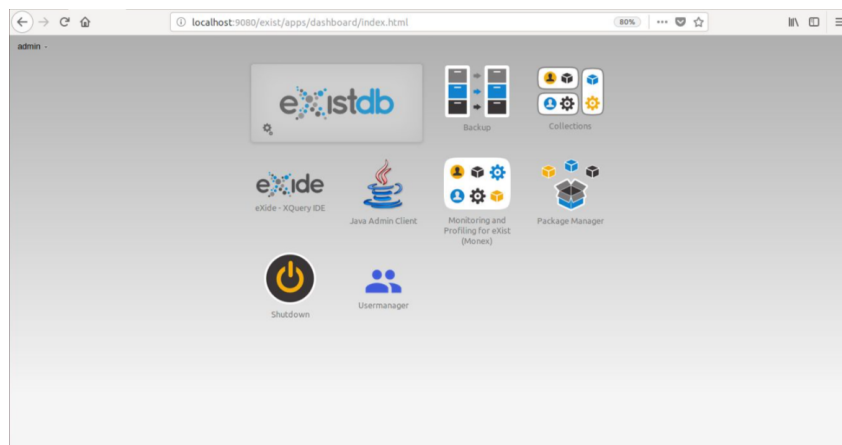 localhost:9080/exist/apps/dashboard/index.html
80%
admin
existdb
Backup
Collections
eXide
eXide - XQuery IDE
Java Admin Client
Monitoring and
Profiling for eXist
(Monex)
Package Manager
Shutdown
Usermanager